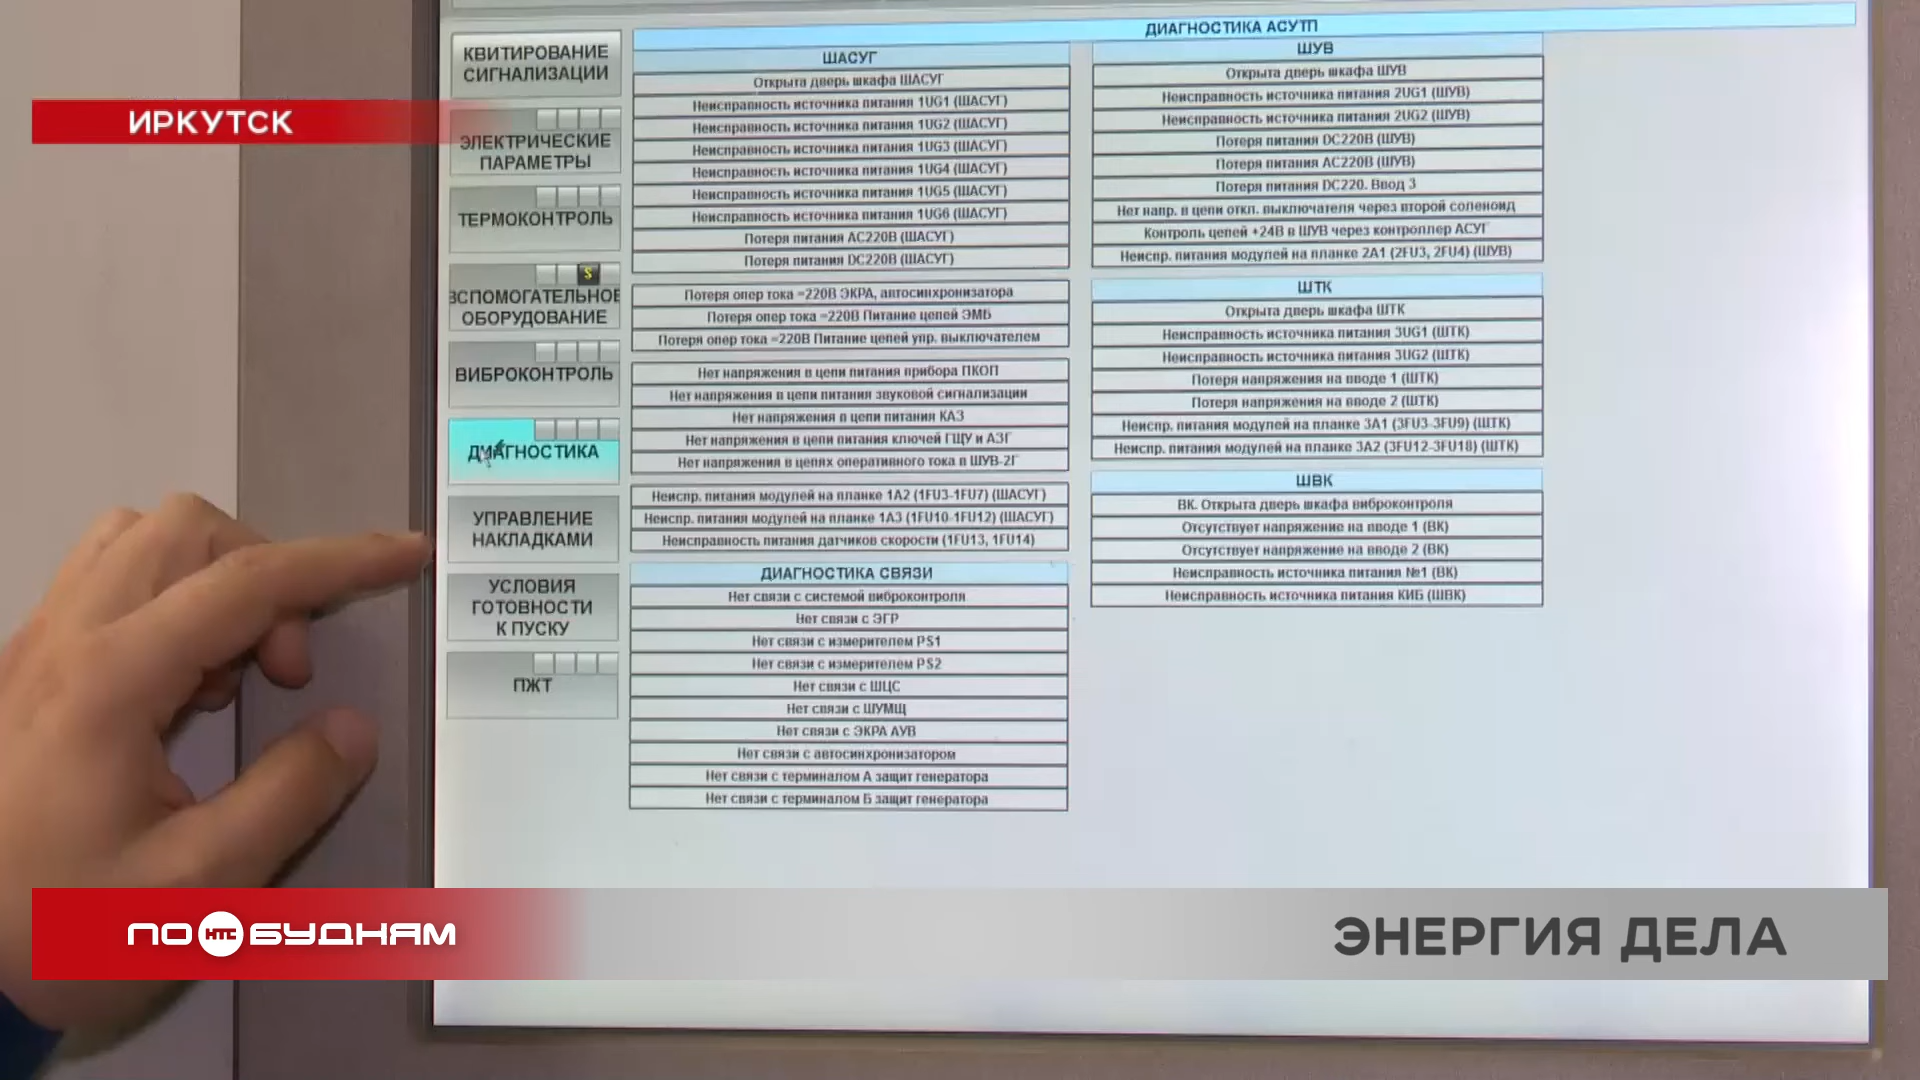 ДИАГНОСТИКА АСУТП
КВИТИРОВАНИЕ
СИГНАЛИЗАЦИИ
ИРКУТСК
ЭЛЕКТРИЧЕСКИЕ
ПАРАМЕТРЫ
ТЕРМОКОНТРОЛЬ
S
ВСПОМОГАТЕЛЬНОЕ
ОБОРУДОВАНИЕ
ВИБРОКОНТРОЛЬ
ДИАГНОСТИКА
УПРАВЛЕНИЕ
НАКЛАДКАМИ
УСЛОВИЯ
ГОТОВНОСТИ
К ПУСКУ
ПЖТ
ШАСУГ
Открыта дверь шкафа ШАСУГ
Неисправность источника питания 1UG1 (ШАСУГ)
Неисправность источника питания 1UG2 (ШАСУГ)
Неисправность источника питания 1UG3 (ШАСУГ)
Неисправность источника питания 1UG4 (ШАСУГ)
Неисправность источника питания 1UG5 (ШАСУГ)
Неисправность источника питания 1UG6 (ШАСУГ)
Потеря питания AC220В (ШАСУГ)
Потеря питания DC220В (ШАСУГ)
Потеря опер тока =220В ЭКРА, автосинхронизатора
Потеря опер тока =220В Питание цепей ЭМБ
Потеря опер тока =220В Питание цепей упр. выключателем
Нет напряжения в цепи питания прибора ПКОП
Нет напряжения в цепи питания звуковой сигнализации
Нет напряжения в цепи питания КАЗ
Нет напряжения в цепи питания ключей ГЩУ и АЗГ
Нет напряжения в цепях оперативного тока в ШУВ-2Г
Неиспр. питания модулей на планке 1А2 (1FU3-1FU7) (ШАСУГ)
Неиспр. питания модулей на планке 1А3 (1FU10-1FU12) (ШАСУГ)
Неисправность питания датчиков скорости (1FU13, 1FU14)
ДИАГНОСТИКА СВЯЗИ
Нет связи с системой виброконтроля
Нет связи с ЭГР
Нет связи с измерителем PS1
Нет связи с измерителем PS2
Нет связи с ШЦС
Нет связи с ШУМЩ
Нет связи с ЭКРА АУВ
Нет связи с автосинхронизатором
Нет связи с терминалом А защит генератора
Нет связи с терминалом Б защит генератора
ШУВ
Открыта дверь шкафа ШУВ
Неисправность источника питания 2UG1 (ШУВ)
Неисправность источника питания 2UG2 (ШУВ)
Потеря питания DC220В (ШУВ)
Потеря питания AC220В (ШУВ)
Потеря питания DC220. Ввод 3
Нет напр. в цепи откл. выключателя через второй соленоид
Контроль цепей +24В в ШУВ через контроллер АСУГ
Неиспр. питания модулей на планке 2А1 (2FU3, 2FU4) (ШУВ)
ШТК
Открыта дверь шкафа ШТК
Неисправность источника питания 3UG1 (ШТК)
Неисправность источника питания 3UG2 (ШТК)
Потеря напряжения на вводе 1 (ШТК)
Потеря напряжения на вводе 2 (ШТК)
Неиспр. питания модулей на планке 3А1 (3FU3-3FU9) (ШТК)
Неиспр. питания модулей на планке 3А2 (3FU12-3FU18) (ШТК)
ШВК
ВК. Открыта дверь шкафа виброконтроля
Отсутствует напряжение на вводе 1 (ВК)
Отсутствует напряжение на вводе 2 (ВК)
Неисправность источника питания №1 (ВК)
Неисправность источника питания КИБ (ШВК)
ПО НТС БУДНЯМ
ЭНЕРГИЯ ДЕЛА